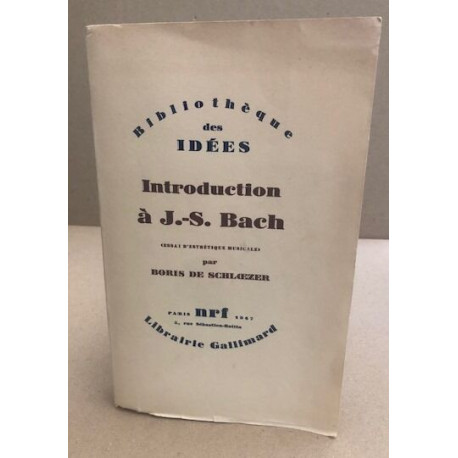 Bibliothèque
des
IDÉES
Introduction
à J.-S. Bach
(ESSAI D'ESTHÉTIQUE MUSICALE)
par
BORIS DE SCHLŒZER
PARIS nrf 1947
5, rue Sébastien-Bottin
Librairie Gallimard